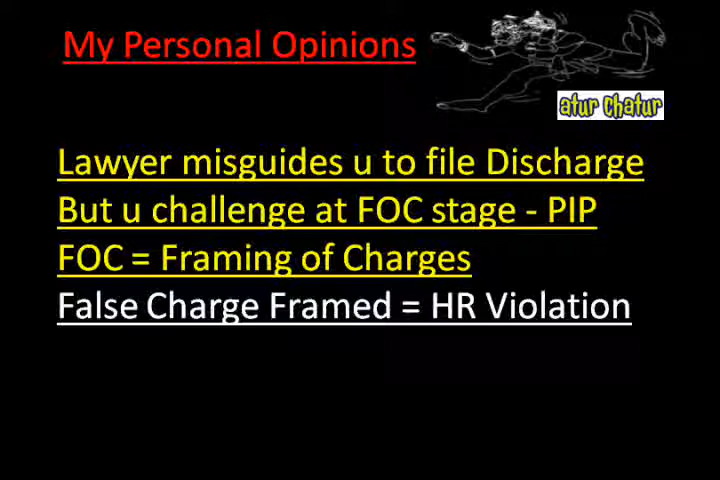 My Personal Opinions
atur chatur
Lawyer misguides u to file Discharge
But u challenge at FOC stage - PIP
FOC = Framing of Charges
False Charge Framed = HR Violation